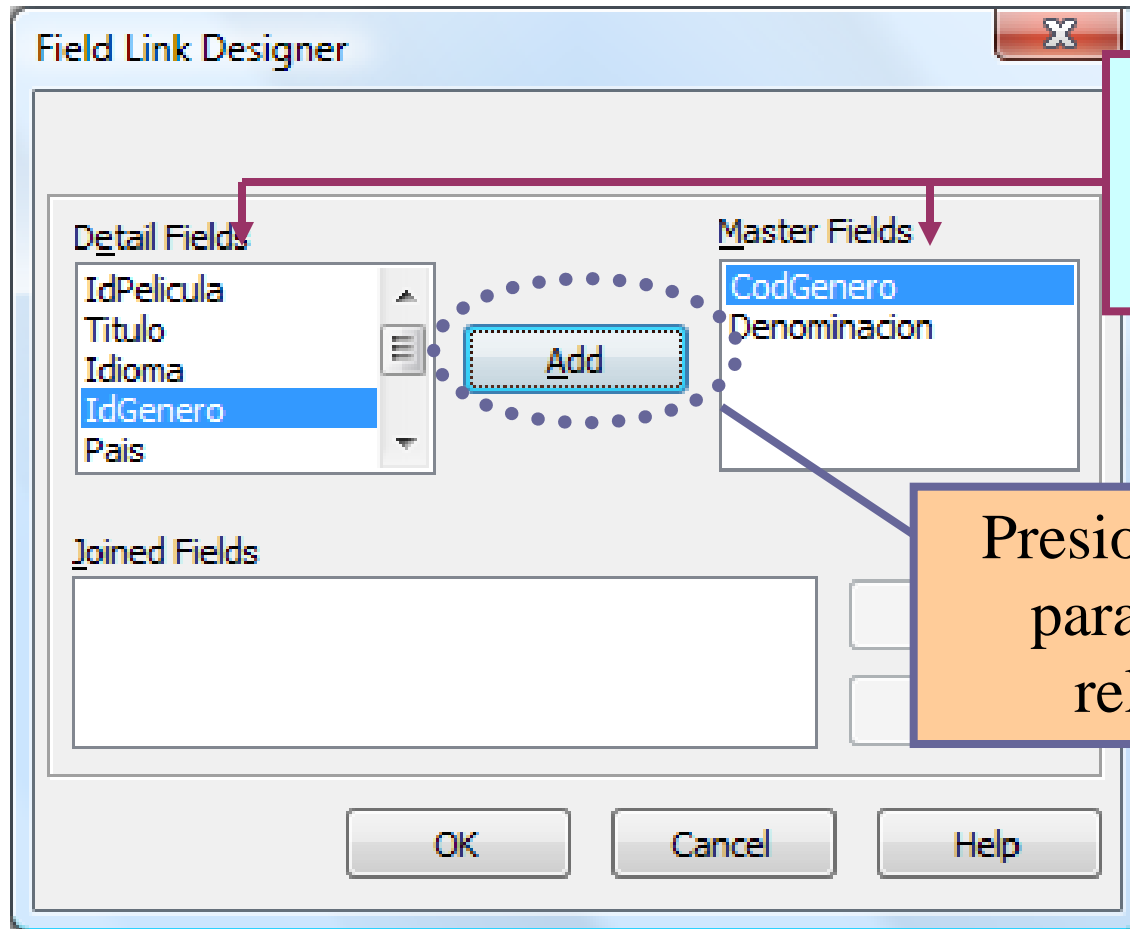 Field Link Designer
Detail Fields
IdPelicula
Titulo
Idioma
IdGenero
Pais
Add
Master Fields
CodGenero
Denominacion
Joined Fields
para
OK
Cancel
Help